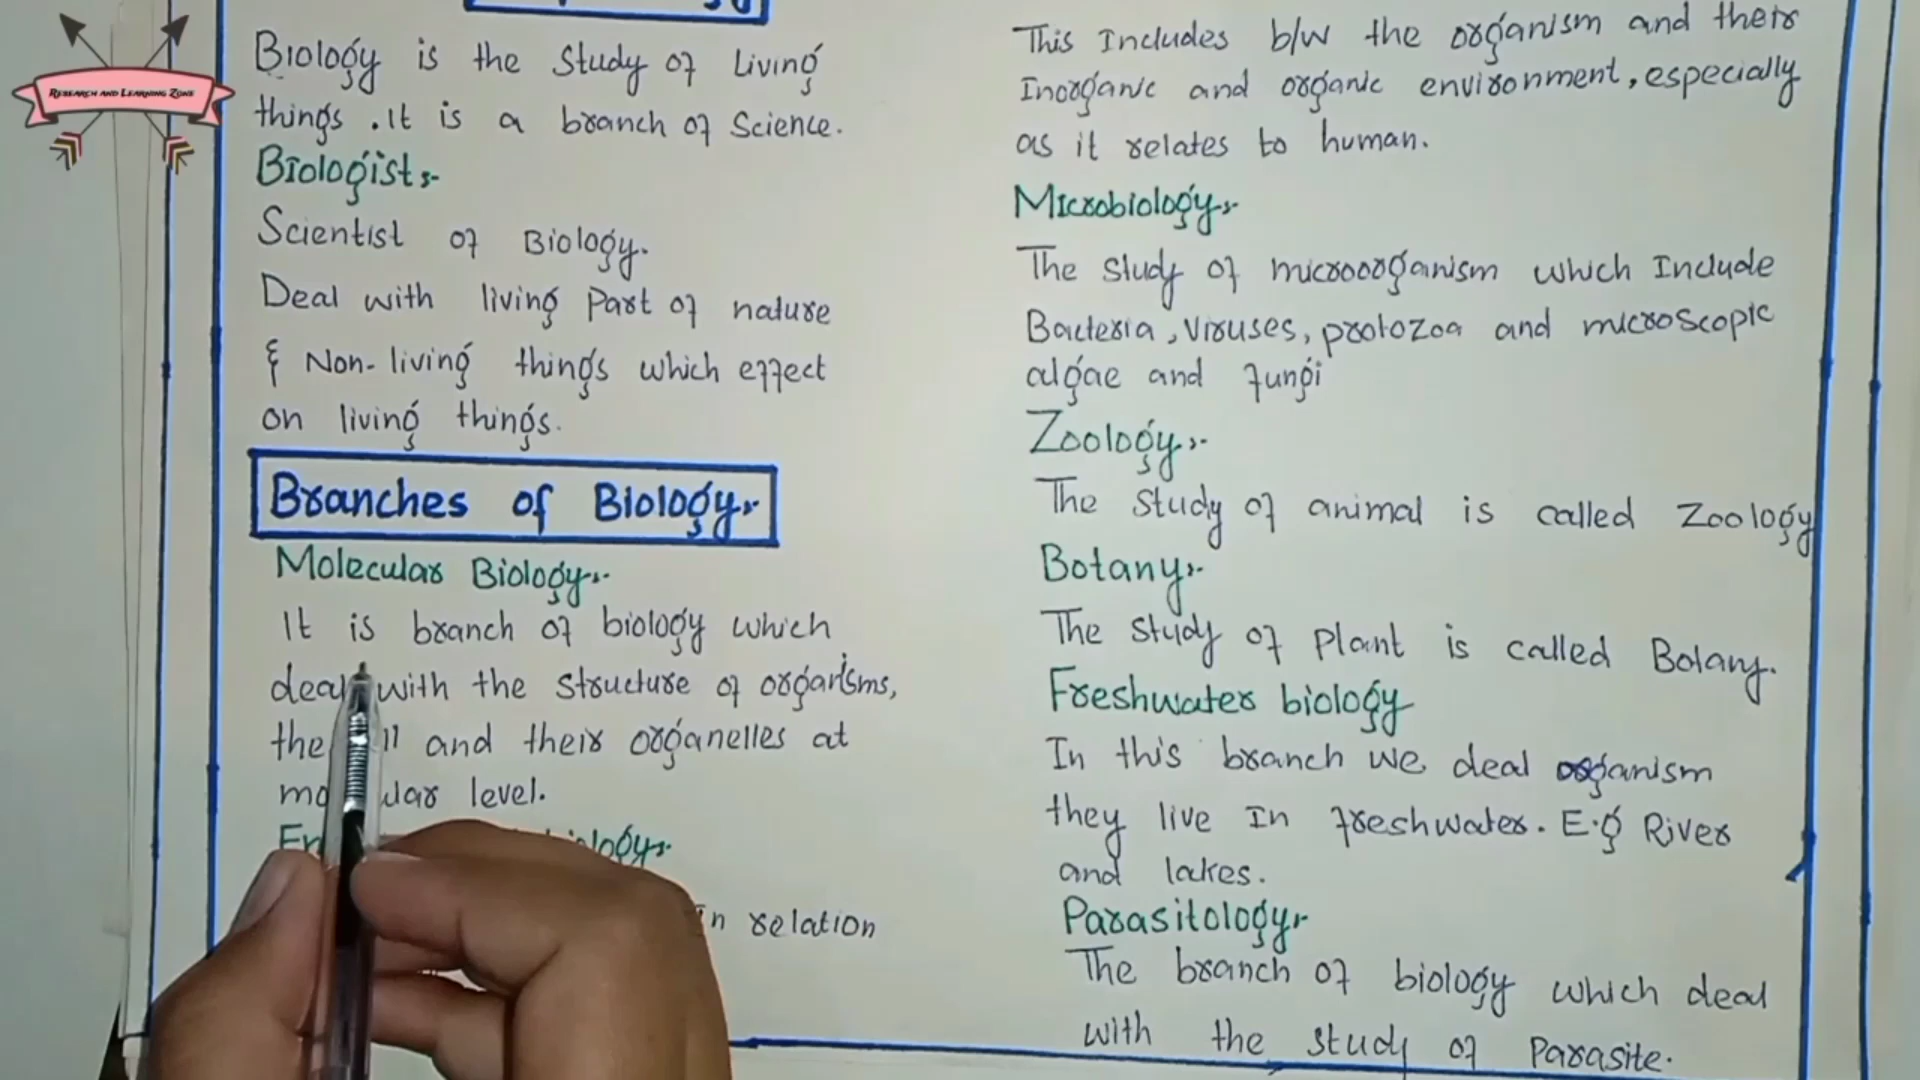 RESEARCH AND LEARNING ZONE
Biology is the study of Living
things. It is a branch of Science.
Biologist:-
Scientist of Biology.
Deal with living Part of nature
& Non-living things which effect
on living things.
Branches of Biology:-
Molecular Biology:-
It is branch of biology which
deal with the structure of organisms,
the and their organelles at
level.
In relation
This Includes b/w the organism and their
Inorganic and organic environment, especially
as it relates to human.
Microbiology:-
The study of microorganism which Include
Bacteria, viruses, protozoa and microscopic
algae and fungi
Zoology:-
The study of animal is called Zoology
Botany:-
The study of Plant is called Botany.
Freshwater biology
In this branch we deal organism
they live In freshwater. E.g River
and lakes.
Parasitology:-
The branch of biology which deal
with the study of Parasite.